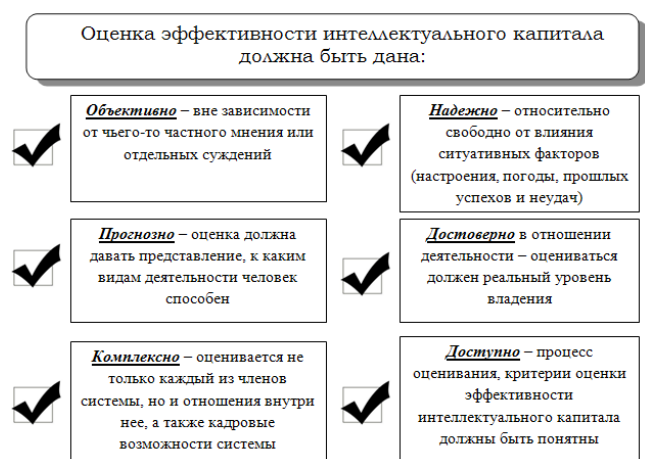 Оценка эффективности интеллектуального капитала
должна быть дана:
Объективно – вне зависимости
от чьего-то частного мнения или
отдельных суждений
Надежно – относительно
свободно от влияния
ситуативных факторов
(настроения, погоды, прошлых
успехов и неудач)
Прогнозно – оценка должна
давать представление, к каким
видам деятельности человек
способен
Достоверно в отношении
деятельности – оцениваться
должен реальный уровень
владения
Комплексно – оценивается не
только каждый из членов
системы, но и отношения внутри
нее, а также кадровые
возможности системы
Доступно – процесс
оценивания, критерии оценки
эффективности
интеллектуального капитала
должны быть понятны